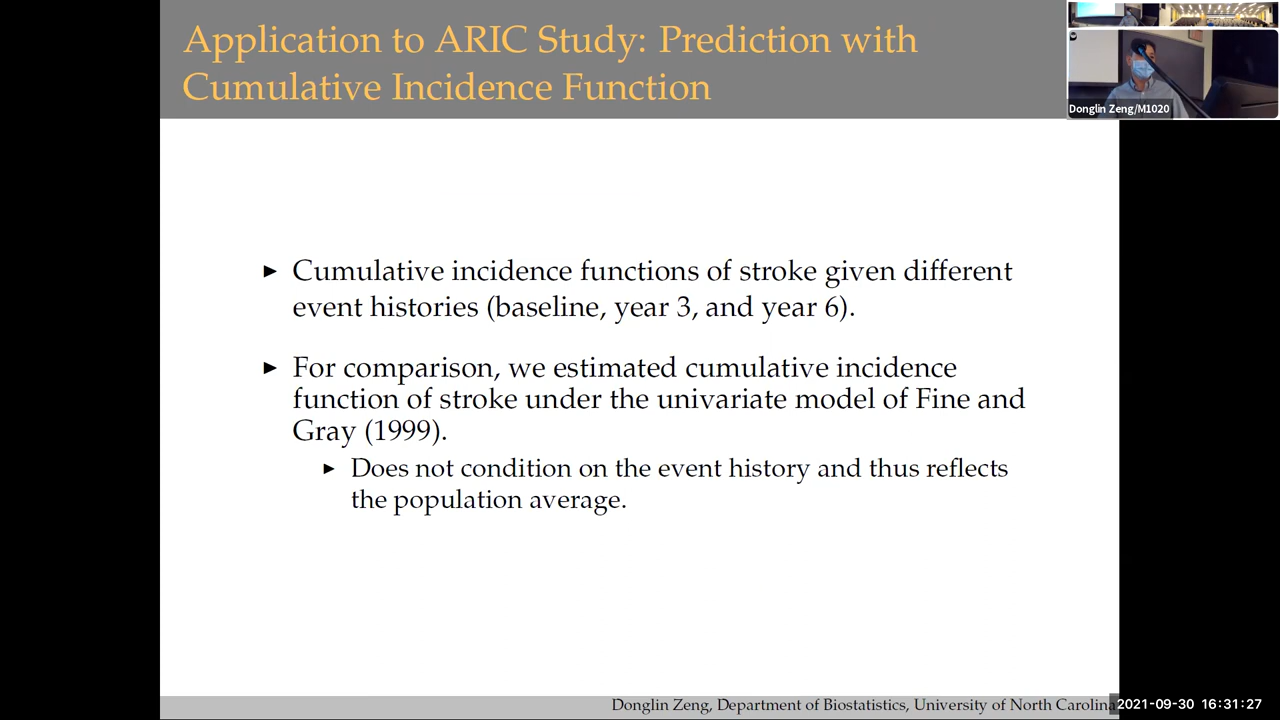 Application to ARIC Study: Prediction with
Cumulative Incidence Function
Donglin Zeng/M1020
► Cumulative incidence functions of stroke given different
event histories (baseline, year 3, and year 6).
► For comparison, we estimated cumulative incidence
function of stroke under the univariate model of Fine and
Gray (1999).
► Does not condition on the event history and thus reflects
the population average.
Donglin Zeng, Department of Biostatistics, University of North Carolina
2021-09-30 16:31:27